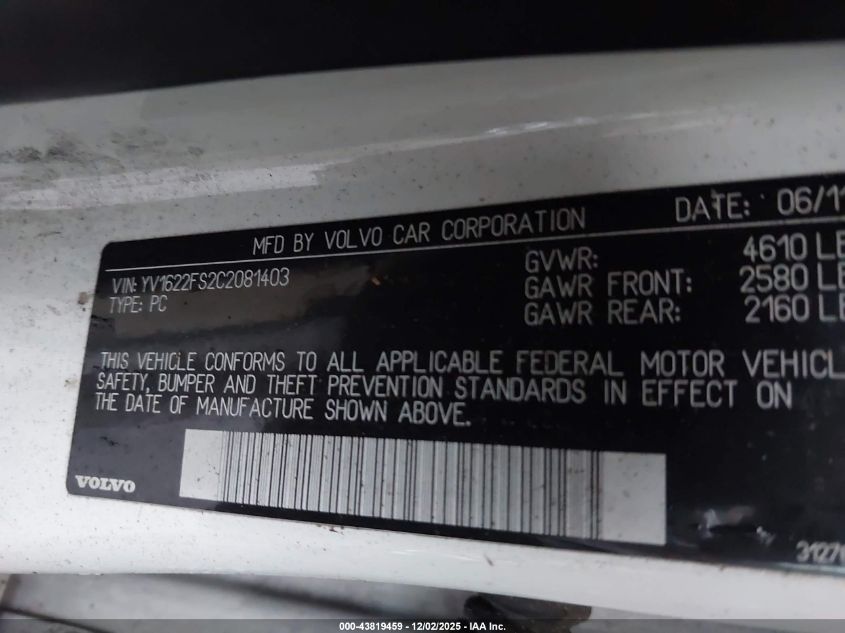 MFD BY VOLVO CAR CORPORATION DATE: 06/11
VIN: YV1622FS2C2081403 GVWR: 4610 LB
TYPE: PC GAWR FRONT: 2580 LB
GAWR REAR: 2160 LB
THIS VEHICLE CONFORMS TO ALL APPLICABLE FEDERAL MOTOR VEHICL
SAFETY, BUMPER AND THEFT PREVENTION STANDARDS IN EFFECT ON
THE DATE OF MANUFACTURE SHOWN ABOVE.
VOLVO
3127
000-43819459 - 12/02/2025 - IAA Inc.